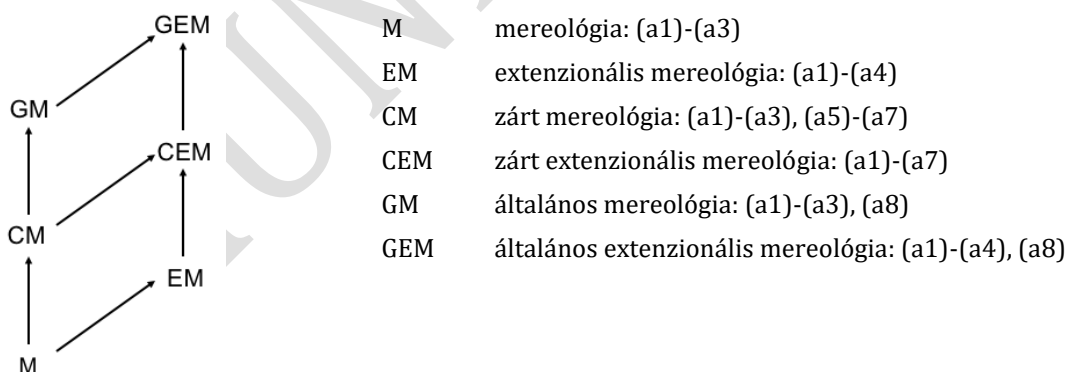 GEM
GM
CEM
CM
EM
M
M mereológia: (a1)-(a3)
EM extenzionális mereológia: (a1)-(a4)
CM zárt mereológia: (a1)-(a3), (a5)-(a7)
CEM zárt extenzionális mereológia: (a1)-(a7)
GM általános mereológia: (a1)-(a3), (a8)
GEM általános extenzionális mereológia: (a1)-(a4), (a8)